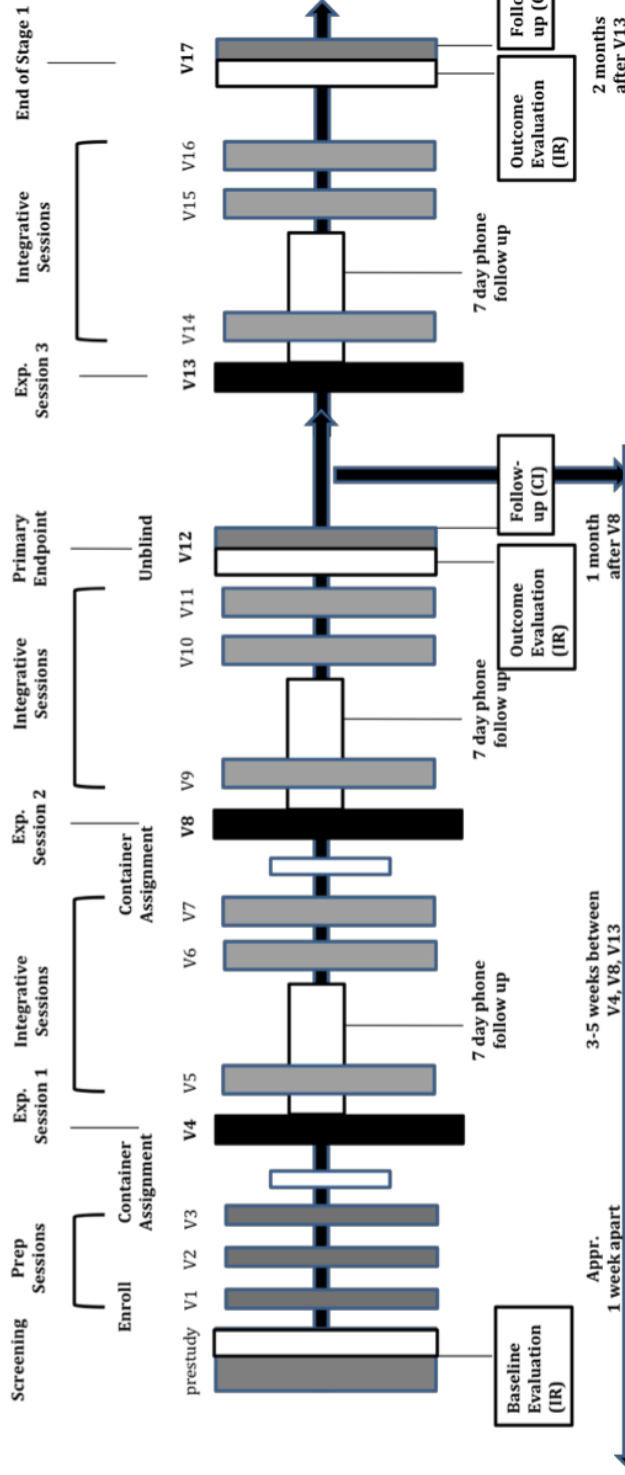 Screening
Prep
Sessions
Exp.
Session 1
Integrative
Sessions
Exp.
Session 2
Integrative
Sessions
Primary
Endpoint
Exp.
Session 3
Integrative
Sessions
End of Stage 1
Enroll
Container
Assignment
Container
Assignment
Unblind
prestudy
V1
V2
V3
V4
V5
V6
V7
V8
V9
V10
V11
V12
V13
V14
V15
V16
V17
7 day phone
follow up
7 day phone
follow up
7 day phone
follow up
Baseline
Evaluation
(IR)
Outcome
Evaluation
(IR)
Follow-
up (CI)
Outcome
Evaluation
(IR)
up
Appr.
1 week apart
3-5 weeks between
V4, V8, V13
1 month
after V8
2 months
after V13